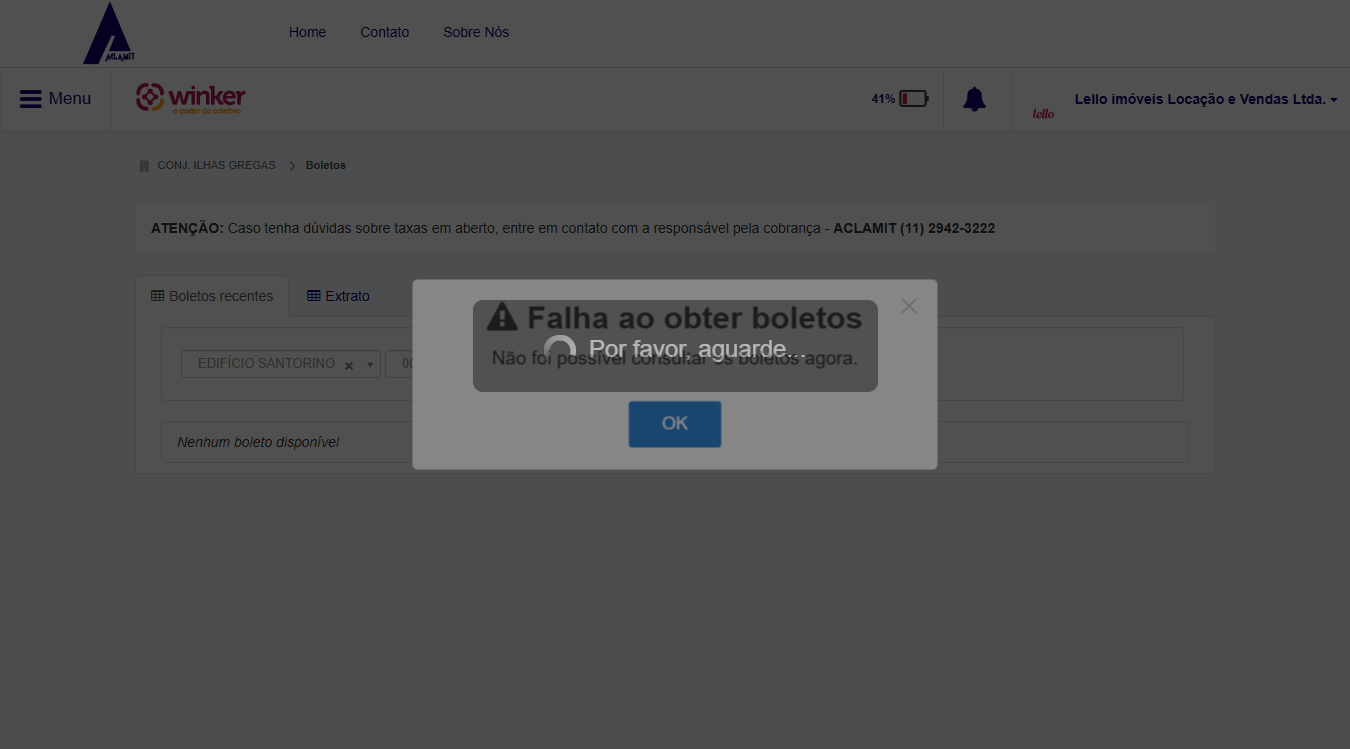 ACLAMIT
Home Contato Sobre Nós
Menu
winker
o poder do coletivo
41%
lello
Lello imóveis Locação e Vendas Ltda.
CONJ. ILHAS GREGAS > Boletos
ATENÇÃO: Caso tenha dúvidas sobre taxas em aberto, entre em contato com a responsável pela cobrança - ACLAMIT (11) 2942-3222
Boletos recentes Extrato
EDIFÍCIO SANTORINO × 00
Nenhum boleto disponível
Falha ao obter boletos ×
Por favor, aguarde...
Não foi possível consultar os boletos agora.
OK